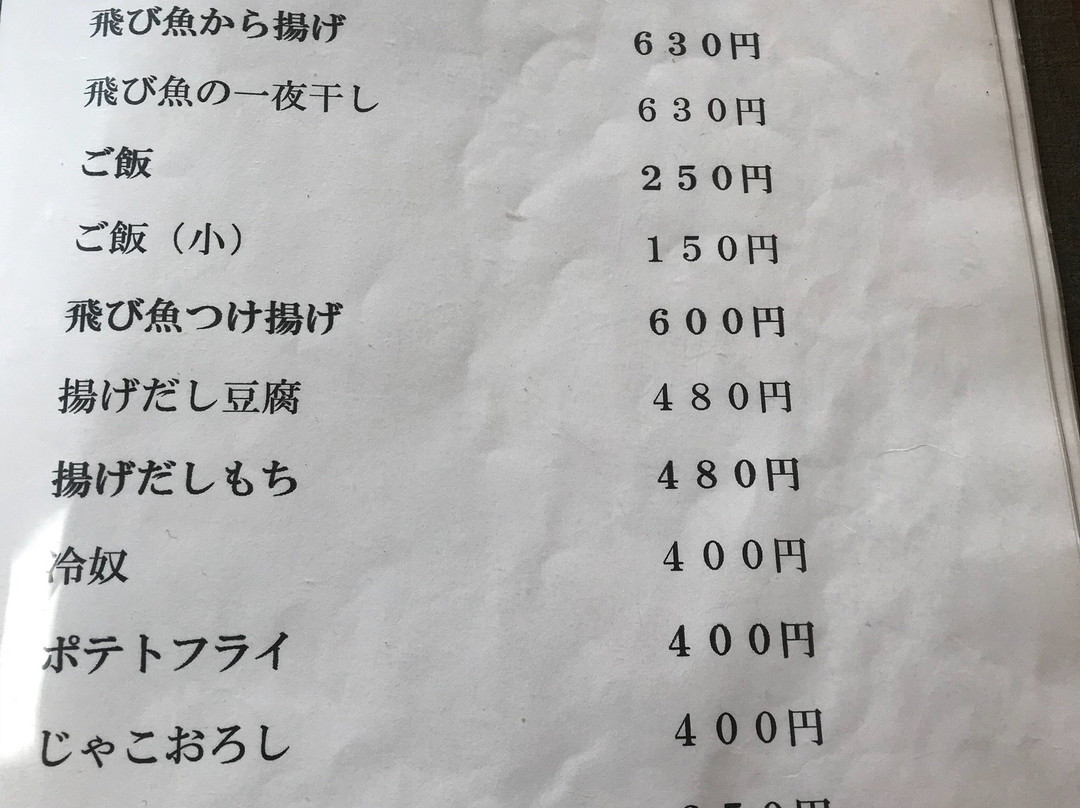 飛び魚から揚げ　６３０円
飛び魚の一夜干し　６３０円
ご飯　２５０円
ご飯（小）　１５０円
飛び魚つけ揚げ　６００円
揚げだし豆腐　４８０円
揚げだしもち　４８０円
冷奴　４００円
ポテトフライ　４００円
じゃこおろし　４００円